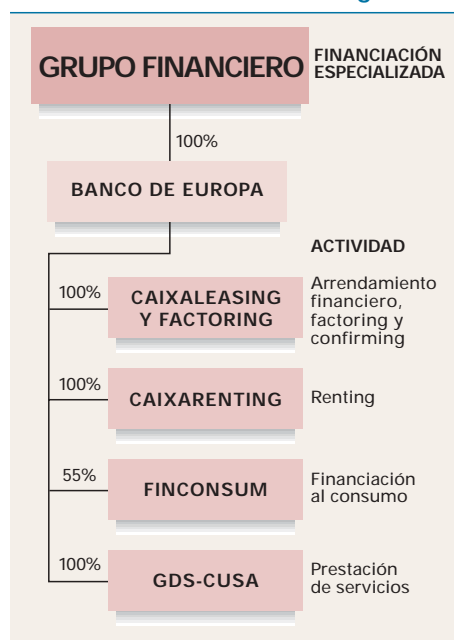 GRUPO FINANCIERO
FINANCIACIÓN
ESPECIALIZADA
100%
BANCO DE EUROPA
ACTIVIDAD
100%
CAIXALEASING
Y FACTORING
Arrendamiento
financiero,
factoring y
confirming
100%
CAIXARENTING
Renting
55%
FINCONSUM
Financiación
al consumo
100%
GDS-CUSA
Prestación
de servicios